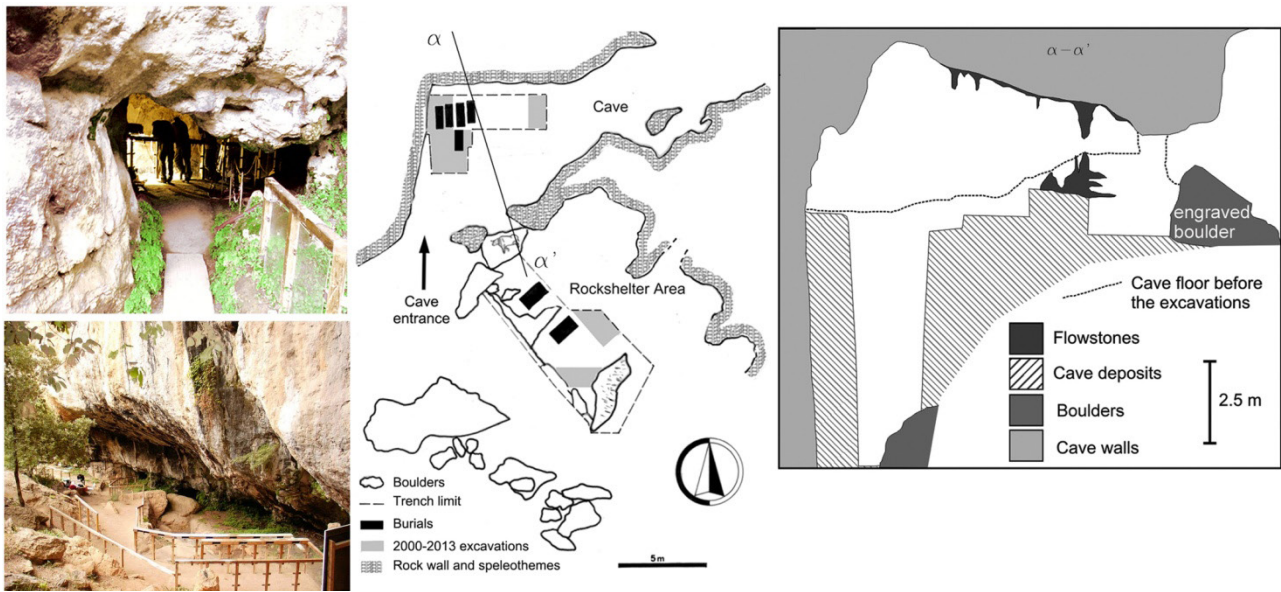 α
Cave
α'
Rockshelter Area
Cave
entrance
Boulders
Trench limit
Burials
2000-2013 excavations
Rock wall and speleothemes
5m
α-α'
engraved
boulder
Cave floor before
the excavations
Flowstones
Cave deposits
Boulders
Cave walls
2.5 m